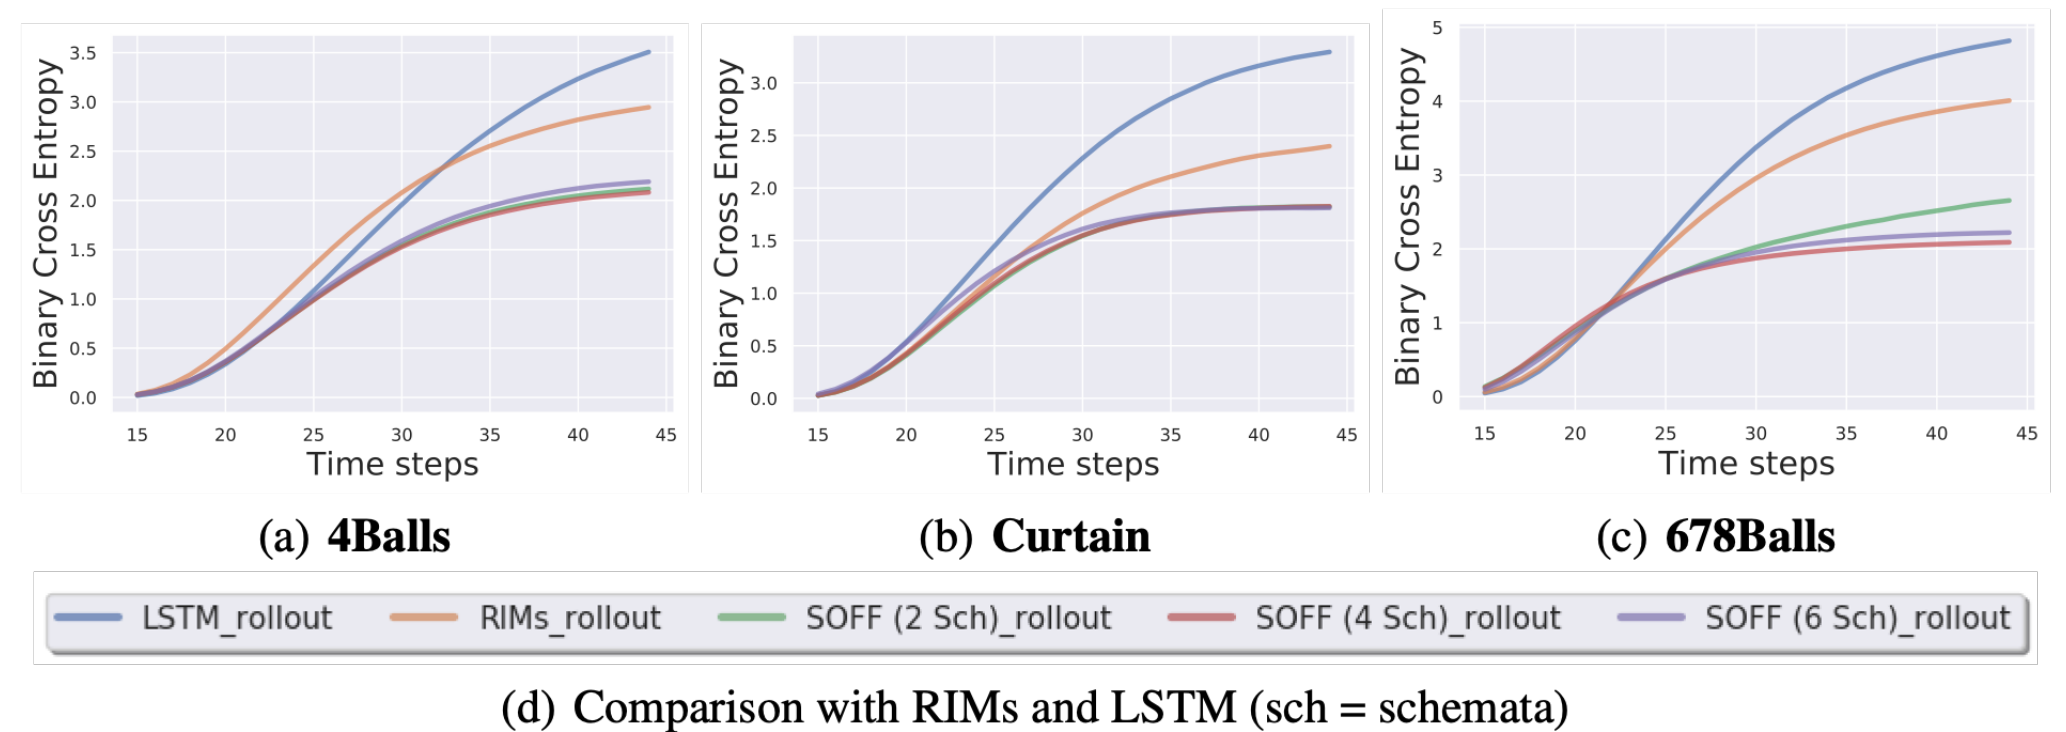 Binary Cross Entropy
3.5
3.0
2.5
2.0
1.5
1.0
0.5
0.0
15 20 25 30 35 40 45
Time steps
(a) 4Balls
Binary Cross Entropy
3.0
2.5
2.0
1.5
1.0
0.5
0.0
15 20 25 30 35 40 45
Time steps
(b) Curtain
Binary Cross Entropy
5
4
3
2
1
0
15 20 25 30 35 40 45
Time steps
(c) 678Balls
LSTM_rollout RIMs_rollout SOFF (2 Sch)_rollout SOFF (4 Sch)_rollout SOFF (6 Sch)_rollout
(d) Comparison with RIMs and LSTM (sch = schemata)